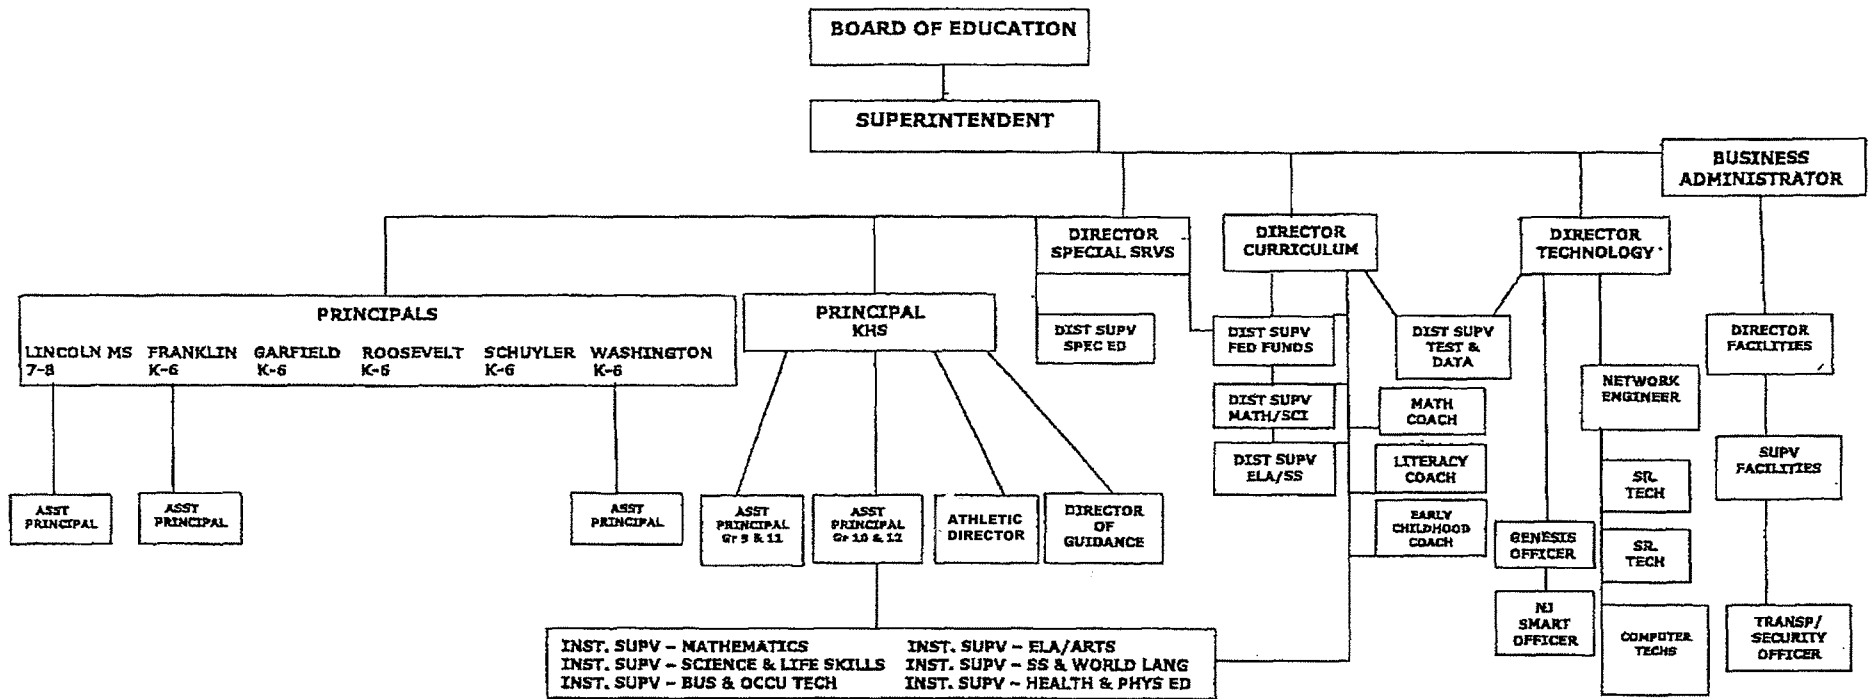 BOARD OF EDUCATION
SUPERINTENDENT
BUSINESS
ADMINISTRATOR
DIRECTOR
SPECIAL SRVS
DIRECTOR
CURRICULUM
DIRECTOR
TECHNOLOGY
PRINCIPALS
LINCOLN MS FRANKLIN GARFIELD ROOSEVELT SCHUYLER WASHINGTON
7-8 K-6 K-6 K-6 K-6 K-6
PRINCIPAL
KHS
DIST SUPV
SPEC ED
DIST SUPV
FED FUNDS
DIST SUPV
TEST &
DATA
DIRECTOR
FACILITIES
NETWORK
ENGINEER
DIST SUPV
MATH/SCI
MATH
COACH
DIST SUPV
ELA/SS
LITERACY
COACH
SUPV
FACILITIES
SR.
TECH
ASST
PRINCIPAL
ASST
PRINCIPAL
ASST
PRINCIPAL
ASST
PRINCIPAL
Gr 9 & 11
ASST
PRINCIPAL
Gr 10 & 12
ATHLETIC
DIRECTOR
DIRECTOR
OF
GUIDANCE
EARLY
CHILDHOOD
COACH
GENESIS
OFFICER
SR.
TECH
NJ
SMART
OFFICER
COMPUTER
TECHS
TRANSP/
SECURITY
OFFICER
INST. SUPV - MATHEMATICS INST. SUPV - ELA/ARTS
INST. SUPV - SCIENCE & LIFE SKILLS INST. SUPV - SS & WORLD LANG
INST. SUPV - BUS & OCCU TECH INST. SUPV - HEALTH & PHYS ED